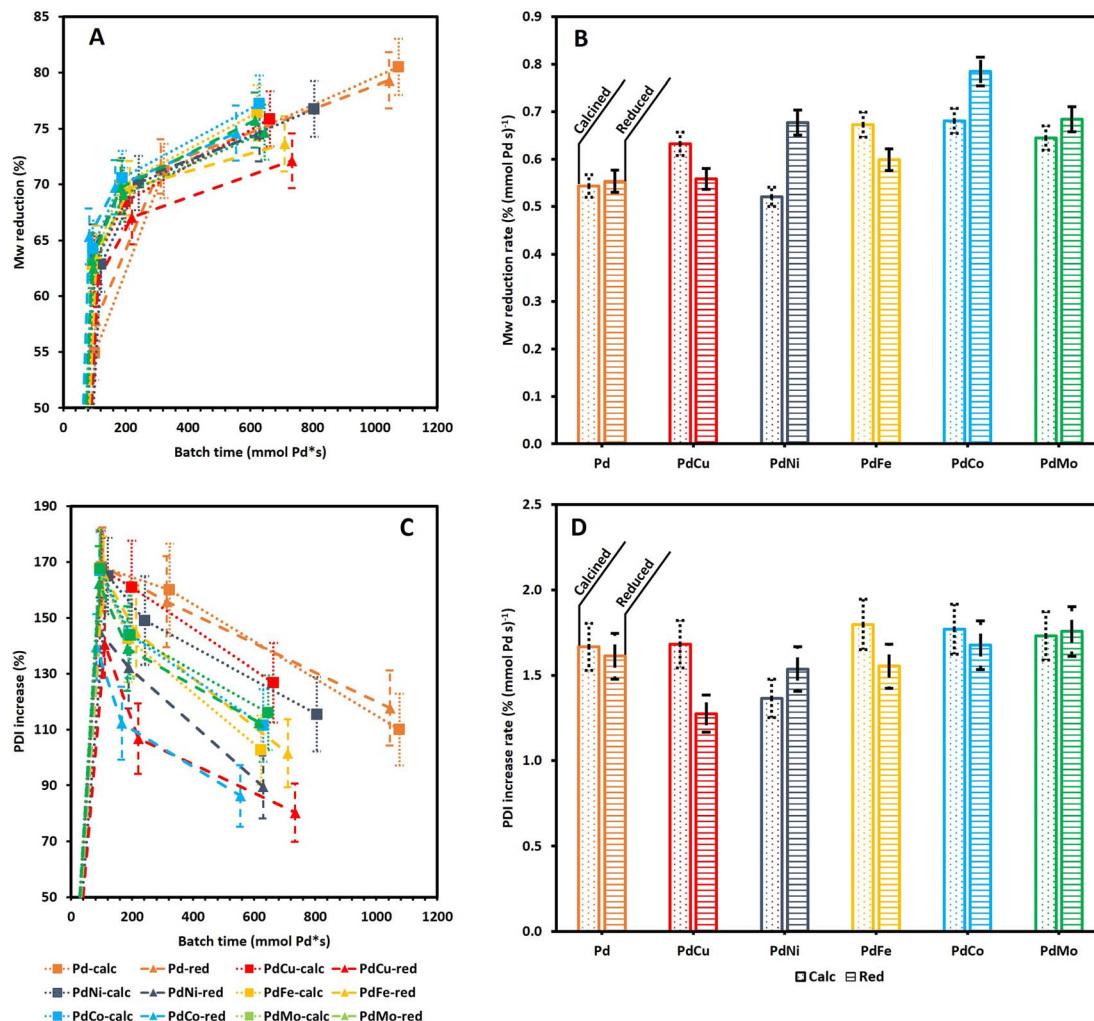 A
Mw reduction (%)
85
80
75
70
65
60
55
50
0 200 400 600 800 1000 1200
Batch time (mmol Pd*s)
B
Mw reduction rate (% (mmol Pd s)-1)
0.9
0.8
0.7
0.6
0.5
0.4
0.3
0.2
0.1
0.0
Calcined
Reduced
Pd PdCu PdNi PdFe PdCo PdMo
C
PDI increase (%)
190
170
150
130
110
90
70
50
0 200 400 600 800 1000 1200
Batch time (mmol Pd*s)
Pd-calc Pd-red PdCu-calc PdCu-red
PdNi-calc PdNi-red PdFe-calc PdFe-red
PdCo-calc PdCo-red PdMo-calc PdMo-red
D
PDI increase rate (% (mmol Pd s)-1)
2.5
2.0
1.5
1.0
0.5
0.0
Calcined
Reduced
Pd PdCu PdNi PdFe PdCo PdMo
Calc Red